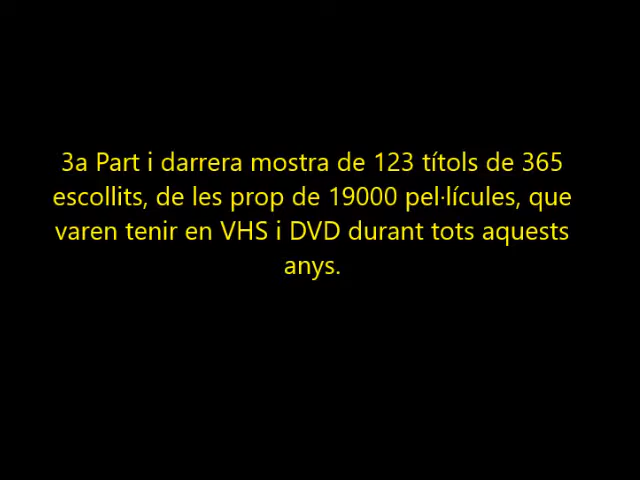 3a Part i darrera mostra de 123 títols de 365
escollits, de les prop de 19000 pel·lícules, que
varen tenir en VHS i DVD durant tots aquests
anys.